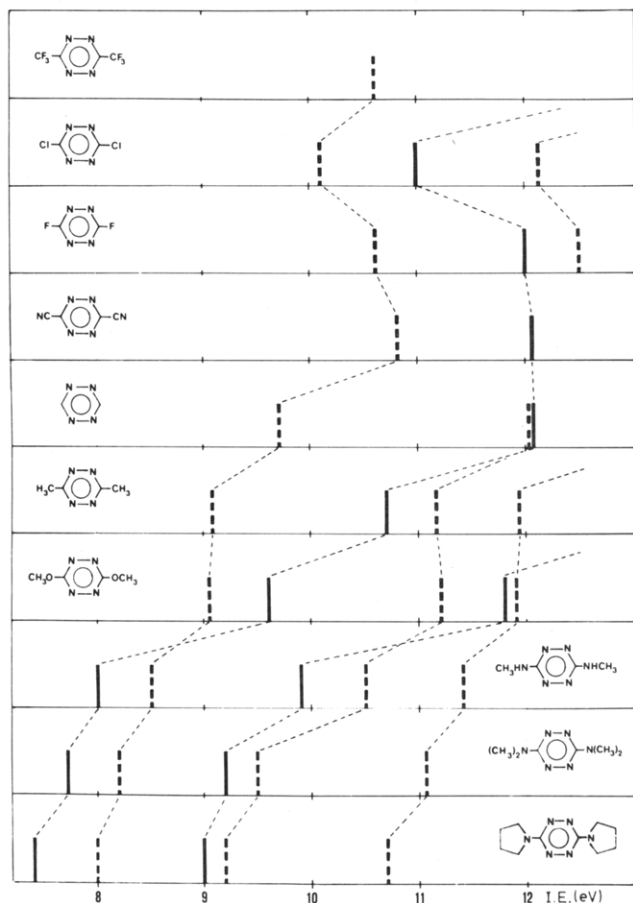 N N
CF₃ CF₃
N N
N N
Cl Cl
N N
N N
F F
N N
N N
NC CN
N N
N N
N N
N N
H₃C CH₃
N N
N N
CH₃O OCH₃
N N
N N
CH₃HN NHCH₃
N N
N N
(CH₃)₂N N(CH₃)₂
N N
N N
N N
N N
8 9 10 11 12 I.E.(eV)